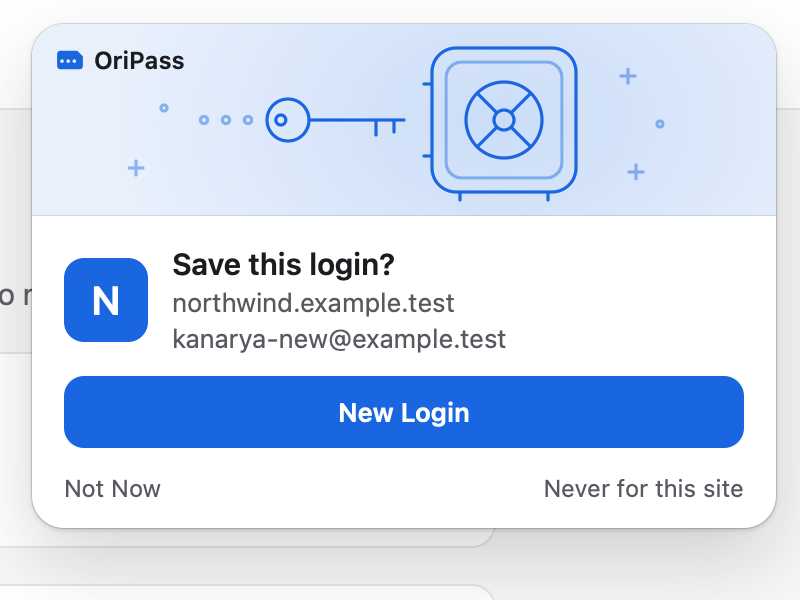 OriPass
Save this login?
northwind.example.test
kanarya-new@example.test
N
New Login
Not Now
Never for this site